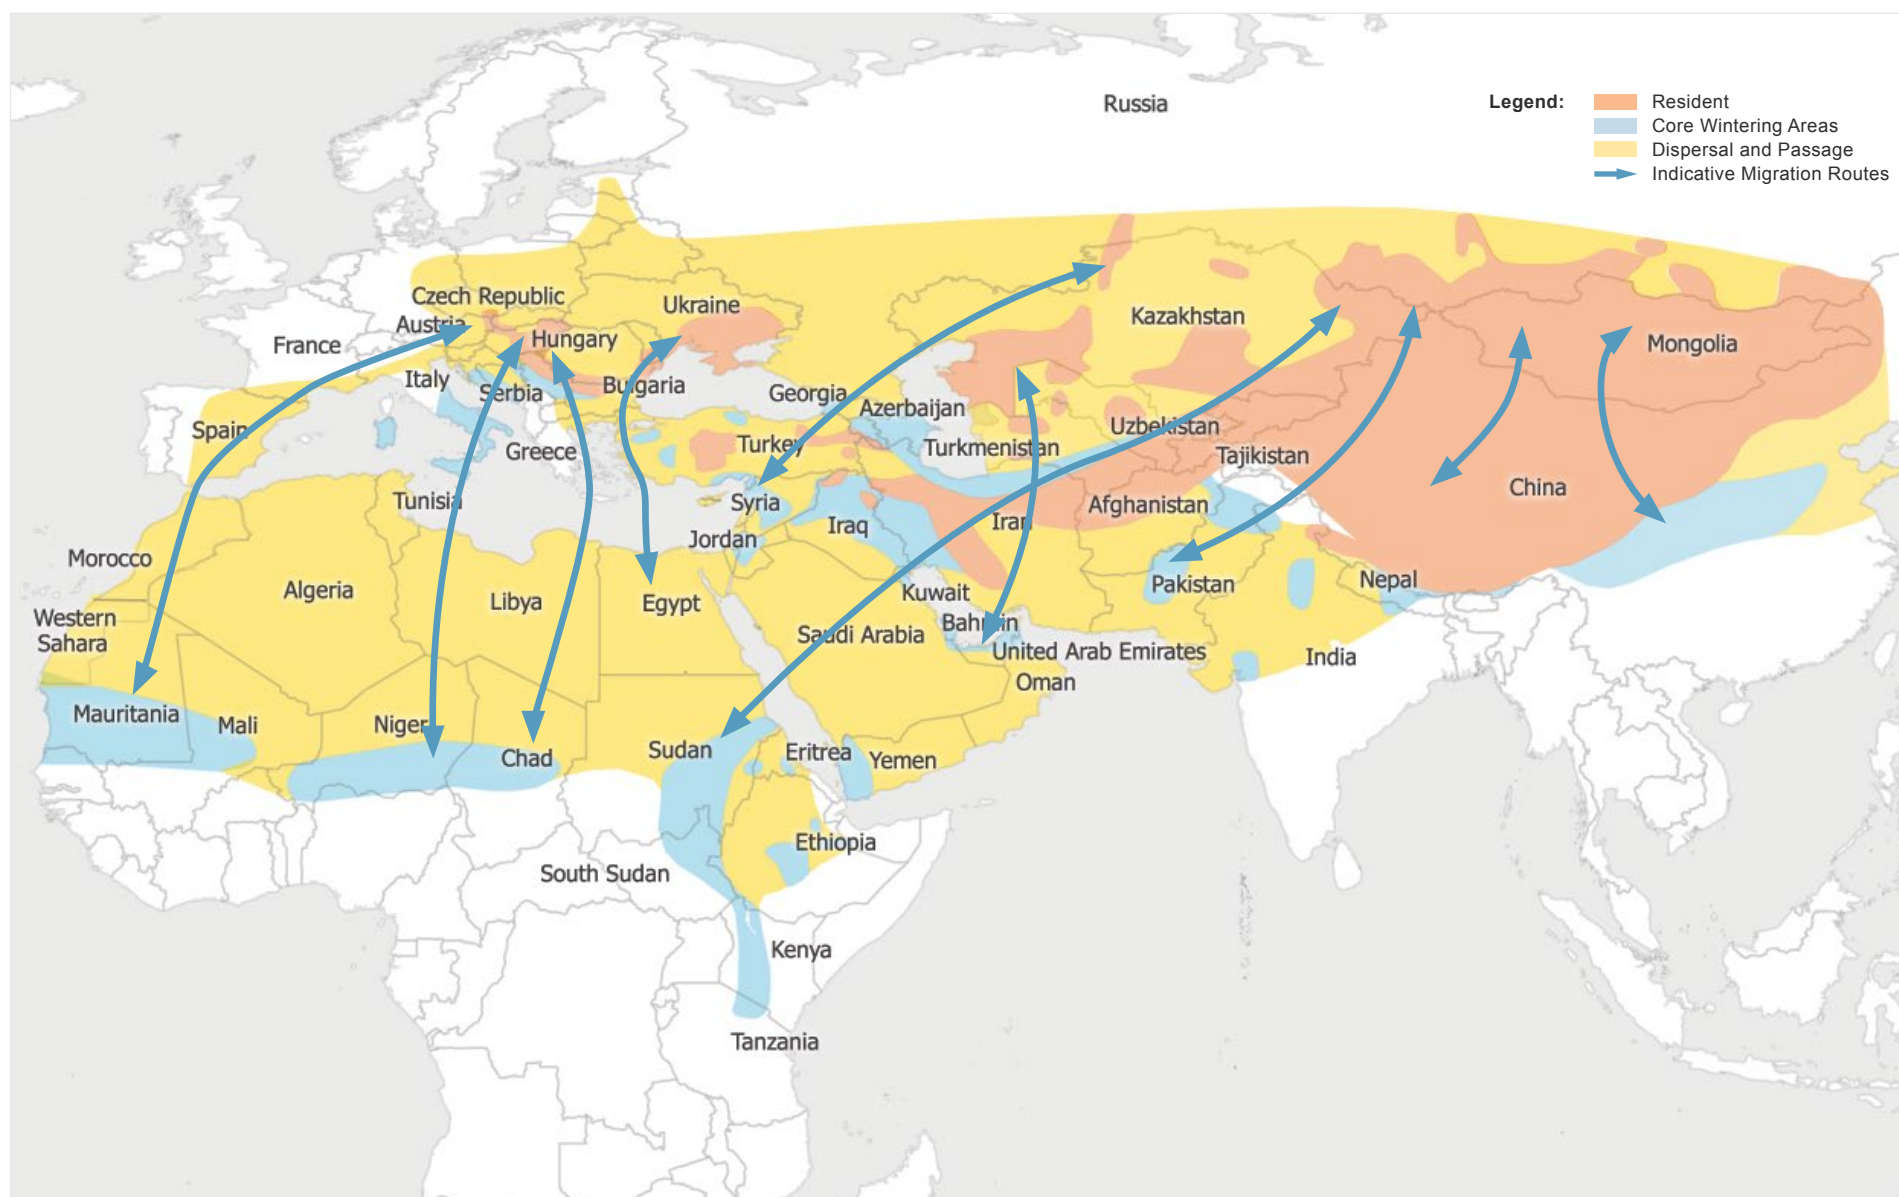 Russia
Legend:
Resident
Core Wintering Areas
Dispersal and Passage
Indicative Migration Routes
Czech Republic
Ukraine
Austria
Kazakhstan
France
Hungary
Mongolia
Italy
Serbia
Bulgaria
Georgia
Azerbaijan
Spain
Uzbekistan
Greece
Turkey
Turkmenistan
Tajikistan
Tunisia
Syria
Afghanistan
China
Iran
Iraq
Jordan
Morocco
Algeria
Libya
Egypt
Kuwait
Pakistan
Nepal
Western
Sahara
Bahrain
Saudi Arabia
United Arab Emirates
India
Oman
Mauritania
Mali
Niger
Chad
Sudan
Eritrea
Yemen
Ethiopia
South Sudan
Kenya
Tanzania